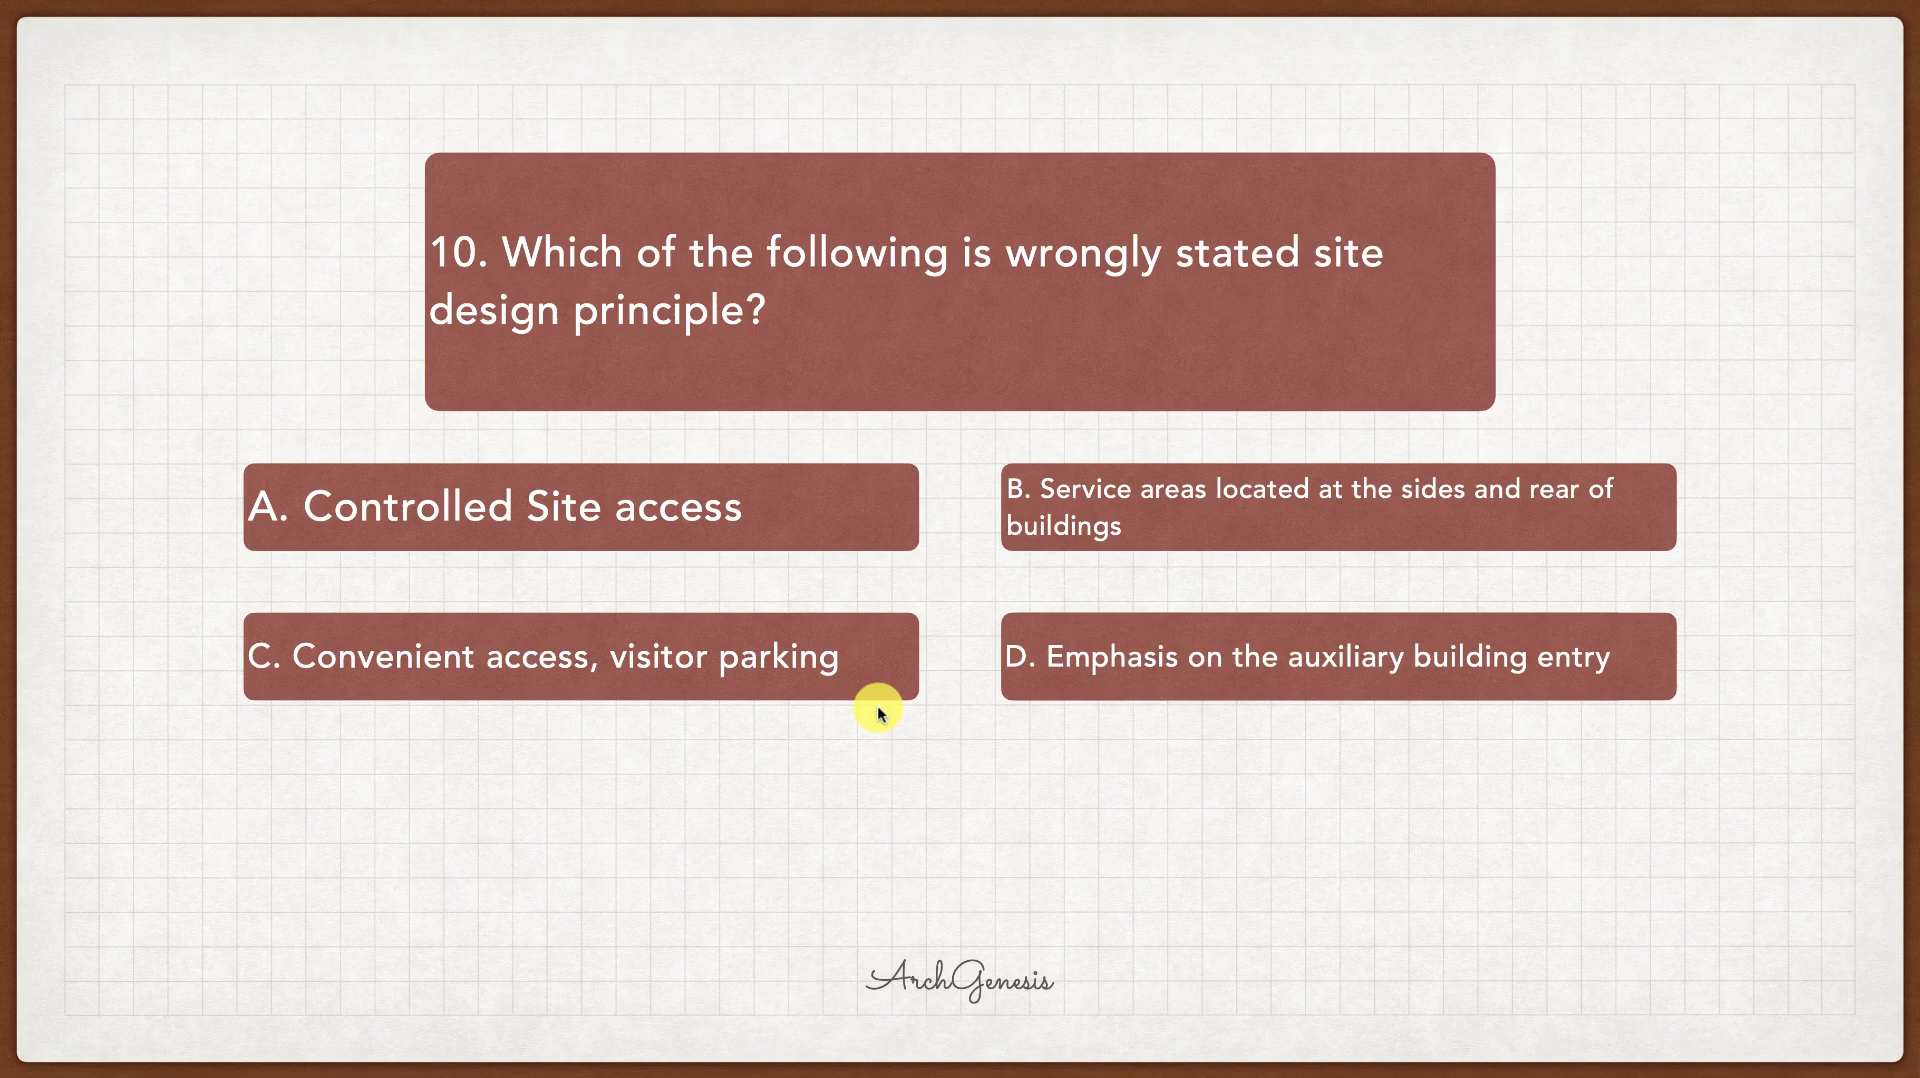 10. Which of the following is wrongly stated site
design principle?
A. Controlled Site access
B. Service areas located at the sides and rear of
buildings
C. Convenient access, visitor parking
D. Emphasis on the auxiliary building entry
ArchGenesis